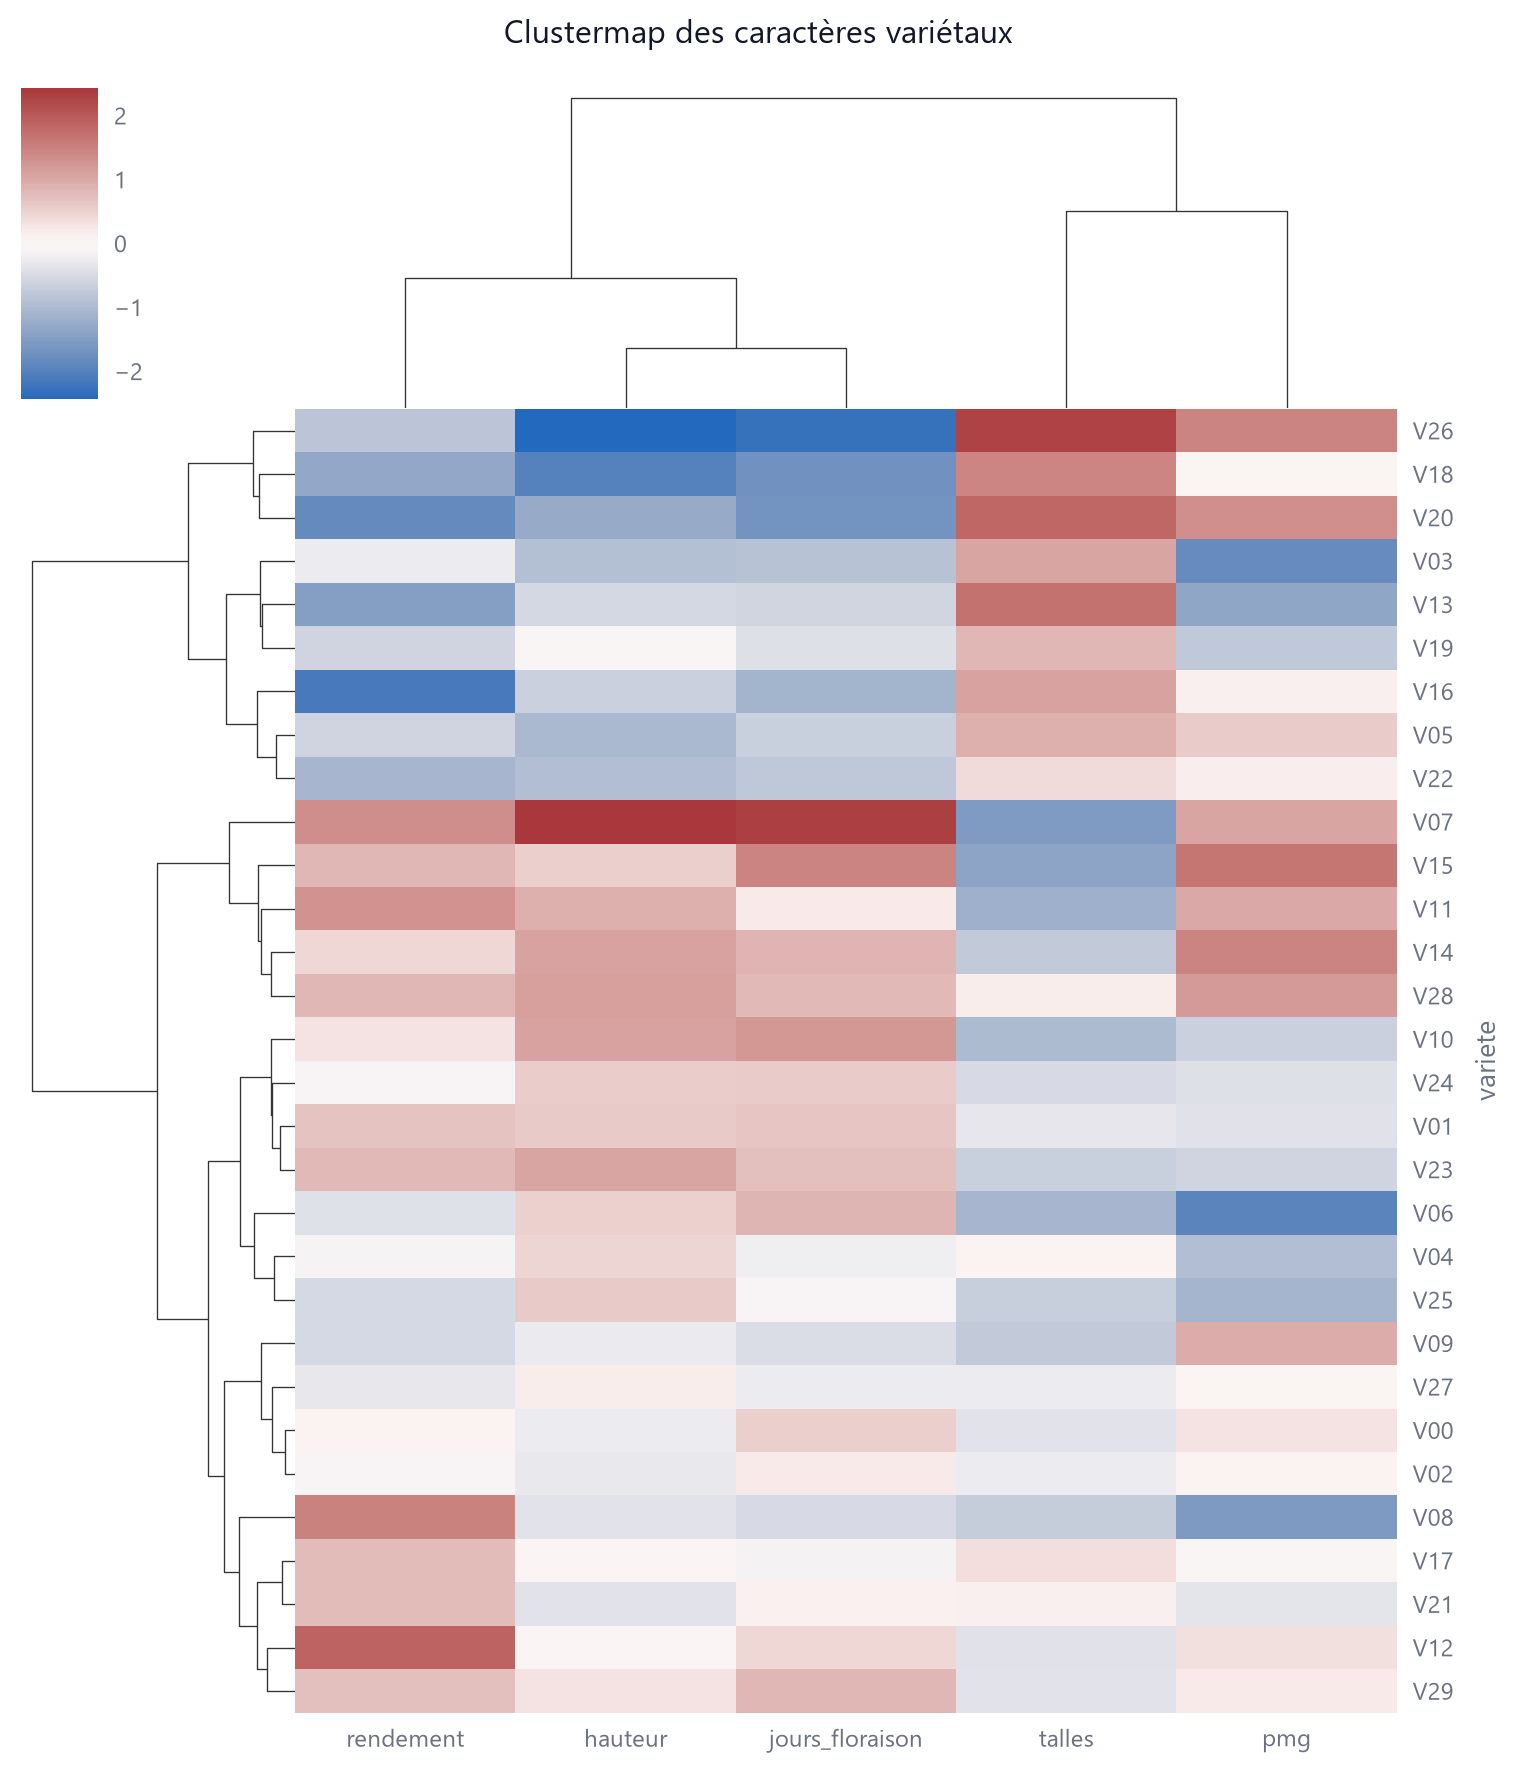 Clustermap des caractères variétaux
2
1
0
−1
−2
V26
V18
V20
V03
V13
V19
V16
V05
V22
V07
V15
V11
V14
V28
V10
V24
V01
V23
V06
V04
V25
V09
V27
V00
V02
V08
V17
V21
V12
V29
variete
rendement
hauteur
jours_floraison
talles
pmg